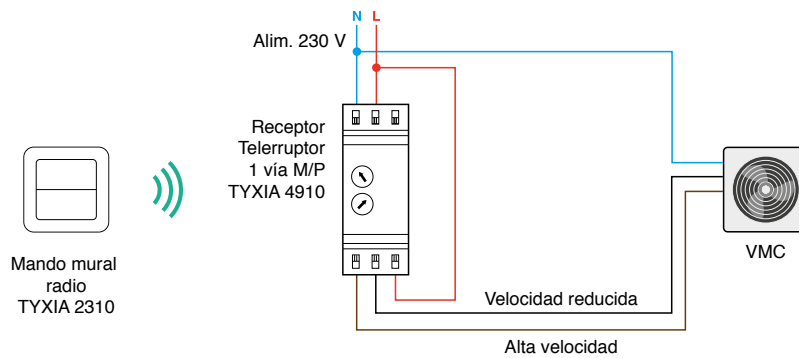 N L
Alim. 230 V
Receptor
Telerruptor
1 vía M/P
TYXIA 4910
Mando mural
radio
TYXIA 2310
VMC
Velocidad reducida
Alta velocidad